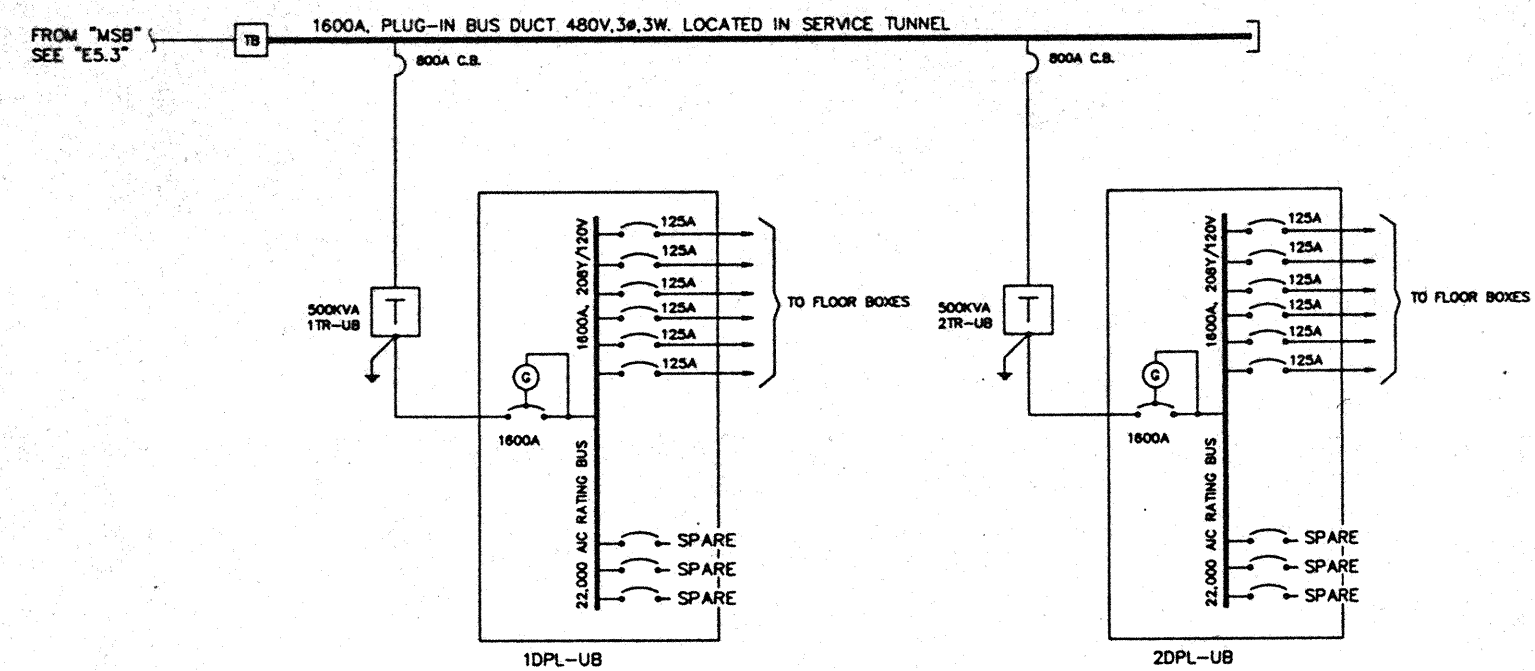 FROM "MSB"
SEE "E5.3"
TB
1600A, PLUG-IN BUS DUCT 480V,3ø,3W. LOCATED IN SERVICE TUNNEL
800A C.B.
800A C.B.
500KVA
1TR-UB
T
1600A, 208Y/120V
22,000 AIC RATING BUS
G
1600A
125A
125A
125A
125A
125A
125A
TO FLOOR BOXES
SPARE
SPARE
SPARE
1DPL-UB
500KVA
2TR-UB
T
1600A, 208Y/120V
22,000 AIC RATING BUS
G
1600A
125A
125A
125A
125A
125A
125A
TO FLOOR BOXES
SPARE
SPARE
SPARE
2DPL-UB